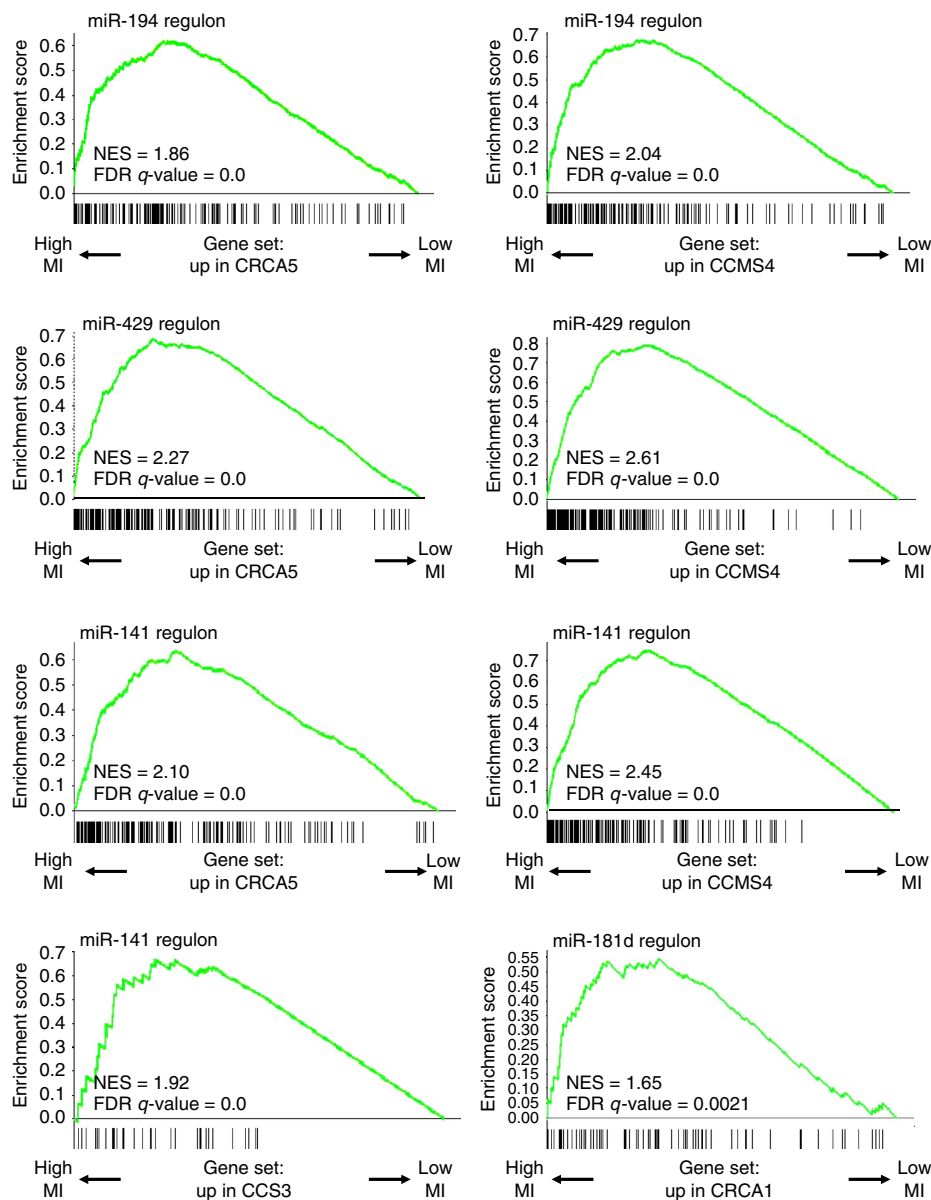 miR-194 regulon
Enrichment score
0.6
0.5
0.4
0.3
0.2
0.1
0.0
NES = 1.86
FDR q-value = 0.0
High MI
Gene set:
up in CRCA5
Low MI
miR-194 regulon
Enrichment score
0.7
0.6
0.5
0.4
0.3
0.2
0.1
0.0
NES = 2.04
FDR q-value = 0.0
High MI
Gene set:
up in CCMS4
Low MI
miR-429 regulon
Enrichment score
0.7
0.6
0.5
0.4
0.3
0.2
0.1
0.0
NES = 2.27
FDR q-value = 0.0
High MI
Gene set:
up in CRCA5
Low MI
miR-429 regulon
Enrichment score
0.8
0.7
0.6
0.5
0.4
0.3
0.2
0.1
0.0
NES = 2.61
FDR q-value = 0.0
High MI
Gene set:
up in CCMS4
Low MI
miR-141 regulon
Enrichment score
0.6
0.5
0.4
0.3
0.2
0.1
0.0
NES = 2.10
FDR q-value = 0.0
High MI
Gene set:
up in CRCA5
Low MI
miR-141 regulon
Enrichment score
0.7
0.6
0.5
0.4
0.3
0.2
0.1
0.0
NES = 2.45
FDR q-value = 0.0
High MI
Gene set:
up in CCMS4
Low MI
miR-141 regulon
Enrichment score
0.7
0.6
0.5
0.4
0.3
0.2
0.1
0.0
NES = 1.92
FDR q-value = 0.0
High MI
Gene set:
up in CCS3
Low MI
miR-181d regulon
Enrichment score
0.55
0.50
0.45
0.40
0.35
0.30
0.25
0.20
0.15
0.10
0.05
0.00
NES = 1.65
FDR q-value = 0.0021
High MI
Gene set:
up in CRCA1
Low MI